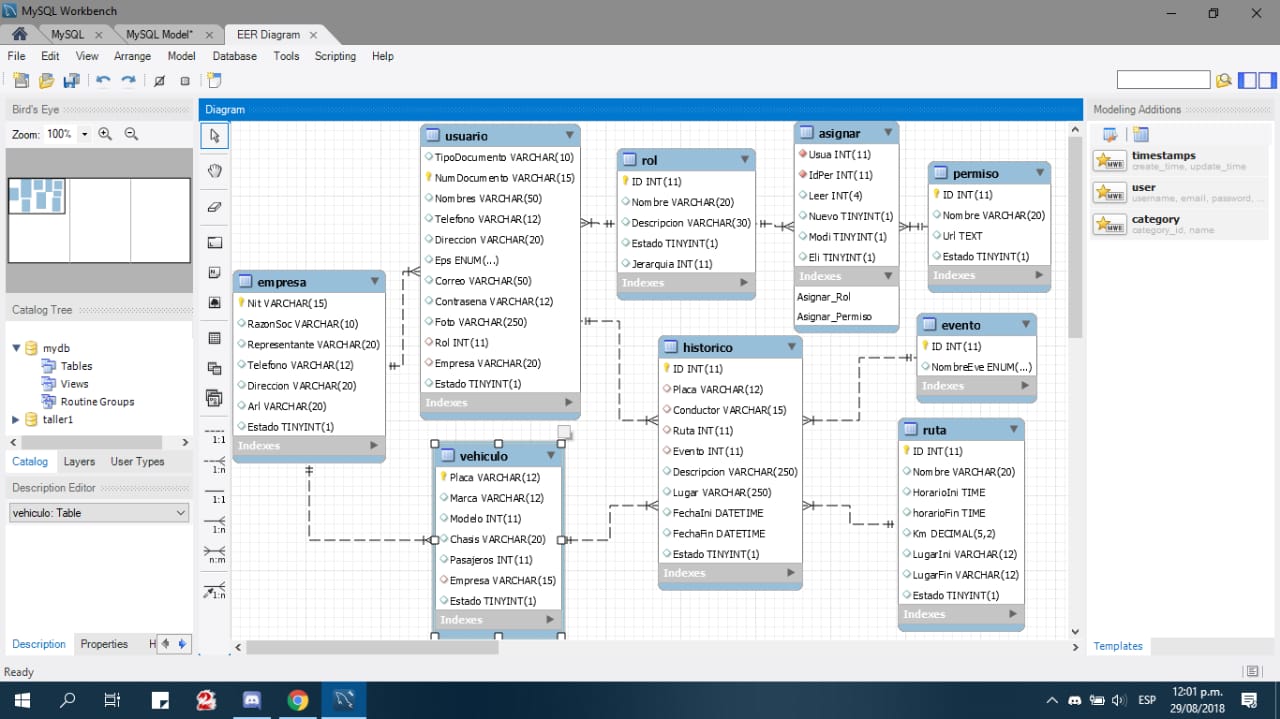 MySQL Workbench
MySQL
MySQL Model*
EER Diagram
File Edit View Arrange Model Database Tools Scripting Help
Bird's Eye
Zoom: 100%
Catalog Tree
mydb
Tables
Views
Routine Groups
taller1
Catalog Layers User Types
Description Editor
vehiculo: Table
Description Properties H
Ready
Diagram
1:1
1:n
1:1
1:n
n:m
1:n
empresa
Nit VARCHAR(15)
RazonSoc VARCHAR(10)
Representante VARCHAR(20)
Telefono VARCHAR(12)
Direccion VARCHAR(20)
Arl VARCHAR(20)
Estado TINYINT(1)
Indexes
usuario
TipoDocumento VARCHAR(10)
NumDocumento VARCHAR(15)
Nombres VARCHAR(50)
Telefono VARCHAR(12)
Direccion VARCHAR(20)
Eps ENUM(...)
Correo VARCHAR(50)
Contrasena VARCHAR(12)
Foto VARCHAR(250)
Rol INT(11)
Empresa VARCHAR(20)
Estado TINYINT(1)
Indexes
vehiculo
Placa VARCHAR(12)
Marca VARCHAR(12)
Modelo INT(11)
Chasis VARCHAR(20)
Pasajeros INT(11)
Empresa VARCHAR(15)
Estado TINYINT(1)
Indexes
rol
ID INT(11)
Nombre VARCHAR(20)
Descripcion VARCHAR(30)
Estado TINYINT(1)
Jerarquia INT(11)
Indexes
historico
ID INT(11)
Placa VARCHAR(12)
Conductor VARCHAR(15)
Ruta INT(11)
Evento INT(11)
Descripcion VARCHAR(250)
Lugar VARCHAR(250)
FechaIni DATETIME
FechaFin DATETIME
Estado TINYINT(1)
Indexes
asignar
Usua INT(11)
IdPer INT(11)
Leer INT(4)
Nuevo TINYINT(1)
Modi TINYINT(1)
Eli TINYINT(1)
Indexes
Asignar_Rol
Asignar_Permiso
permiso
ID INT(11)
Nombre VARCHAR(20)
Url TEXT
Estado TINYINT(1)
Indexes
evento
ID INT(11)
NombreEve ENUM(...)
Indexes
ruta
ID INT(11)
Nombre VARCHAR(20)
HorarioIni TIME
horarioFin TIME
Km DECIMAL(5,2)
LugarIni VARCHAR(12)
LugarFin VARCHAR(12)
Estado TINYINT(1)
Indexes
Modeling Additions
timestamps
create_time, update_time
user
username, email, password, ...
category
category_id, name
Templates
ESP
12:01 p.m.
29/08/2018